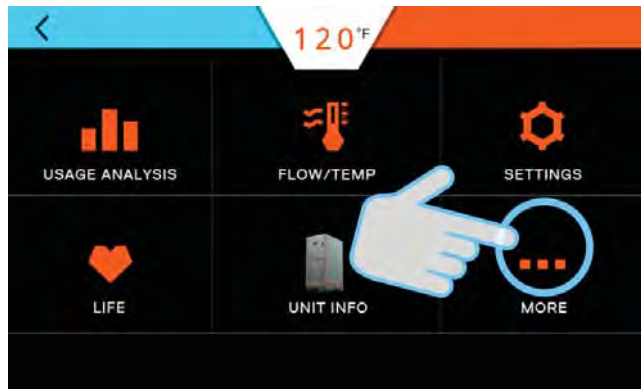 120°F
USAGE ANALYSIS
FLOW/TEMP
SETTINGS
LIFE
UNIT INFO
MORE